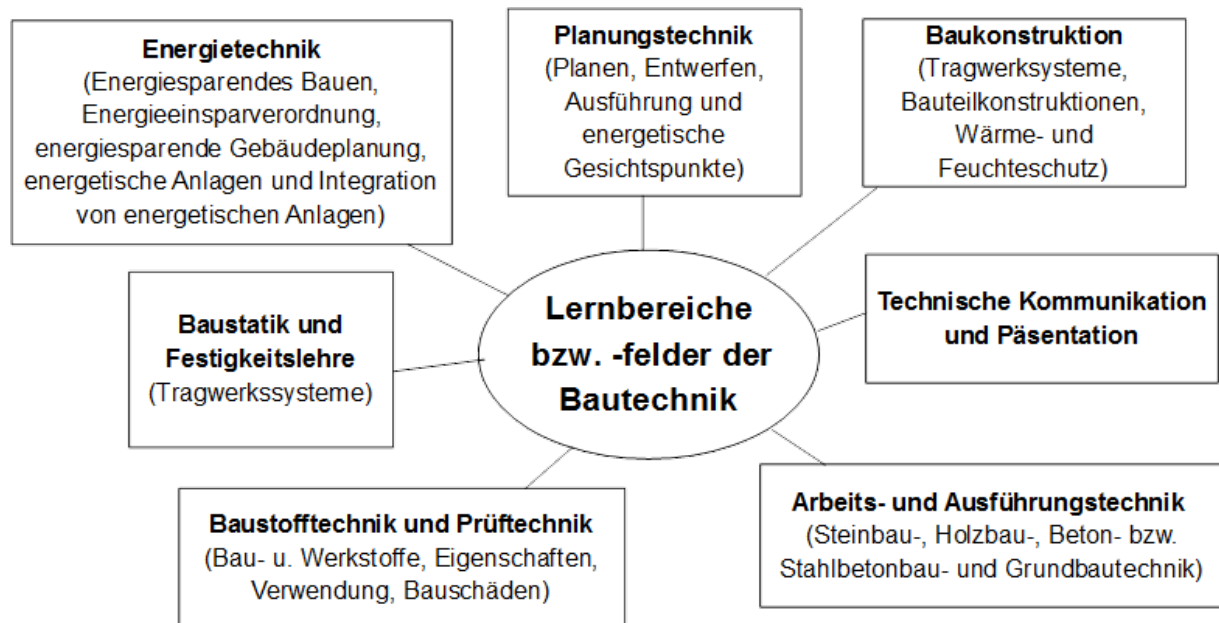 Energietechnik
(Energiesparendes Bauen,
Energieeinsparverordnung,
energiesparende Gebäudeplanung,
energetische Anlagen und Integration
von energetischen Anlagen)
Planungstechnik
(Planen, Entwerfen,
Ausführung und
energetische
Gesichtspunkte)
Baukonstruktion
(Tragwerksysteme,
Bauteilkonstruktionen,
Wärme- und
Feuchteschutz)
Baustatik und
Festigkeitslehre
(Tragwerkssysteme)
Lernbereiche
bzw. -felder der
Bautechnik
Technische Kommunikation
und Päsentation
Baustofftechnik und Prüftechnik
(Bau- u. Werkstoffe, Eigenschaften,
Verwendung, Bauschäden)
Arbeits- und Ausführungstechnik
(Steinbau-, Holzbau-, Beton- bzw.
Stahlbetonbau- und Grundbautechnik)